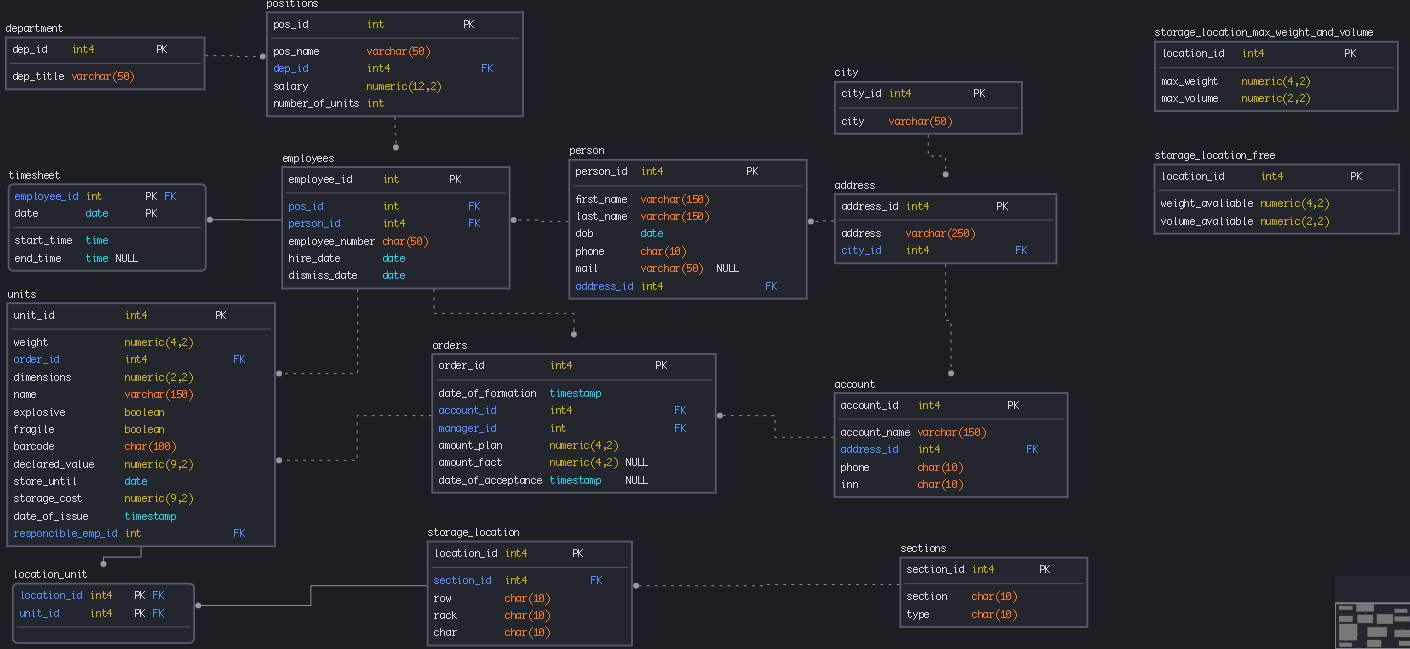 positions
pos_id int PK
pos_name varchar(50)
dep_id int4 FK
salary numeric(12,2)
number_of_units int
department
dep_id int4 PK
dep_title varchar(50)
storage_location_max_weight_and_volume
location_id int4 PK
max_weight numeric(4,2)
max_volume numeric(2,2)
city
city_id int4 PK
city varchar(50)
employees
employee_id int PK
pos_id int FK
person_id int4 FK
employee_number char(50)
hire_date date
dismiss_date date
person
person_id int4 PK
first_name varchar(150)
last_name varchar(150)
dob date
phone char(10)
mail varchar(50) NULL
address_id int4 FK
storage_location_free
location_id int4 PK
weight_avaliable numeric(4,2)
volume_avaliable numeric(2,2)
timesheet
employee_id int PK FK
date date PK
start_time time
end_time time NULL
address
address_id int4 PK
address varchar(250)
city_id int4 FK
units
unit_id int4 PK
weight numeric(4,2)
order_id int4 FK
dimensions numeric(2,2)
name varchar(150)
explosive boolean
fragile boolean
barcode char(100)
declared_value numeric(9,2)
store_until date
storage_cost numeric(9,2)
date_of_issue timestamp
responcible_emp_id int FK
orders
order_id int4 PK
date_of_formation timestamp
account_id int4 FK
manager_id int FK
amount_plan numeric(4,2)
amount_fact numeric(4,2) NULL
date_of_acceptance timestamp NULL
account
account_id int4 PK
account_name varchar(150)
address_id int4 FK
phone char(10)
inn char(10)
storage_location
location_id int4 PK
section_id int4 FK
row char(10)
rack char(10)
char char(10)
sections
section_id int4 PK
section char(10)
type char(10)
location_unit
location_id int4 PK FK
unit_id int4 PK FK